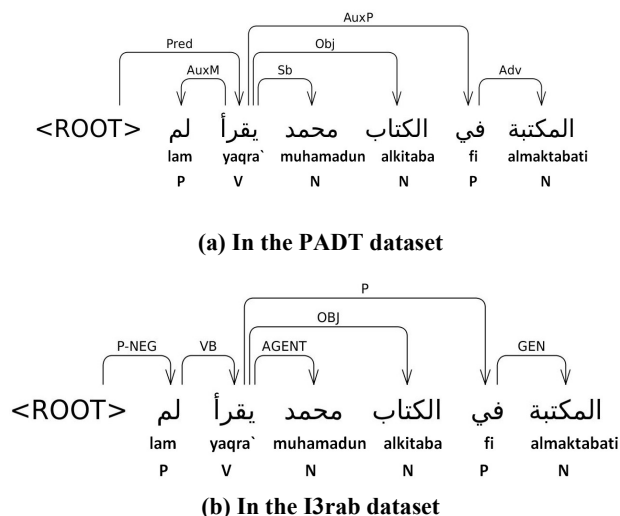 AuxP
Pred Obj
AuxM Sb Adv
<ROOT> لم يقرأ محمد الكتاب في المكتبة
lam yaqra` muhamadun alkitaba fi almaktabati
P V N N P N
(a) In the PADT dataset
P
OBJ
P-NEG VB AGENT GEN
<ROOT> لم يقرأ محمد الكتاب في المكتبة
lam yaqra` muhamadun alkitaba fi almaktabati
P V N N P N
(b) In the I3rab dataset